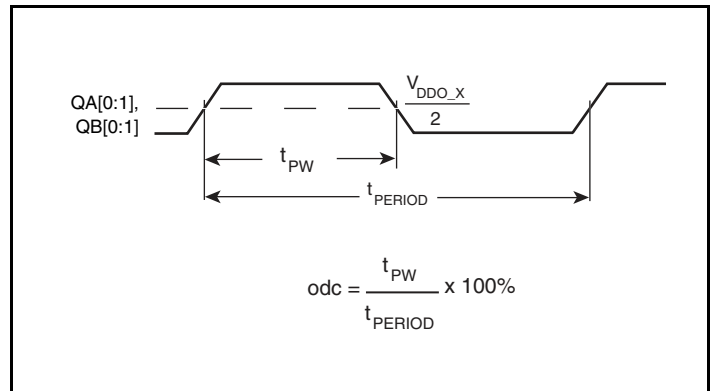 V_DDO_X
QA[0:1],
QB[0:1]
2
t_PW
t_PERIOD
odc = t_PW / t_PERIOD x 100%